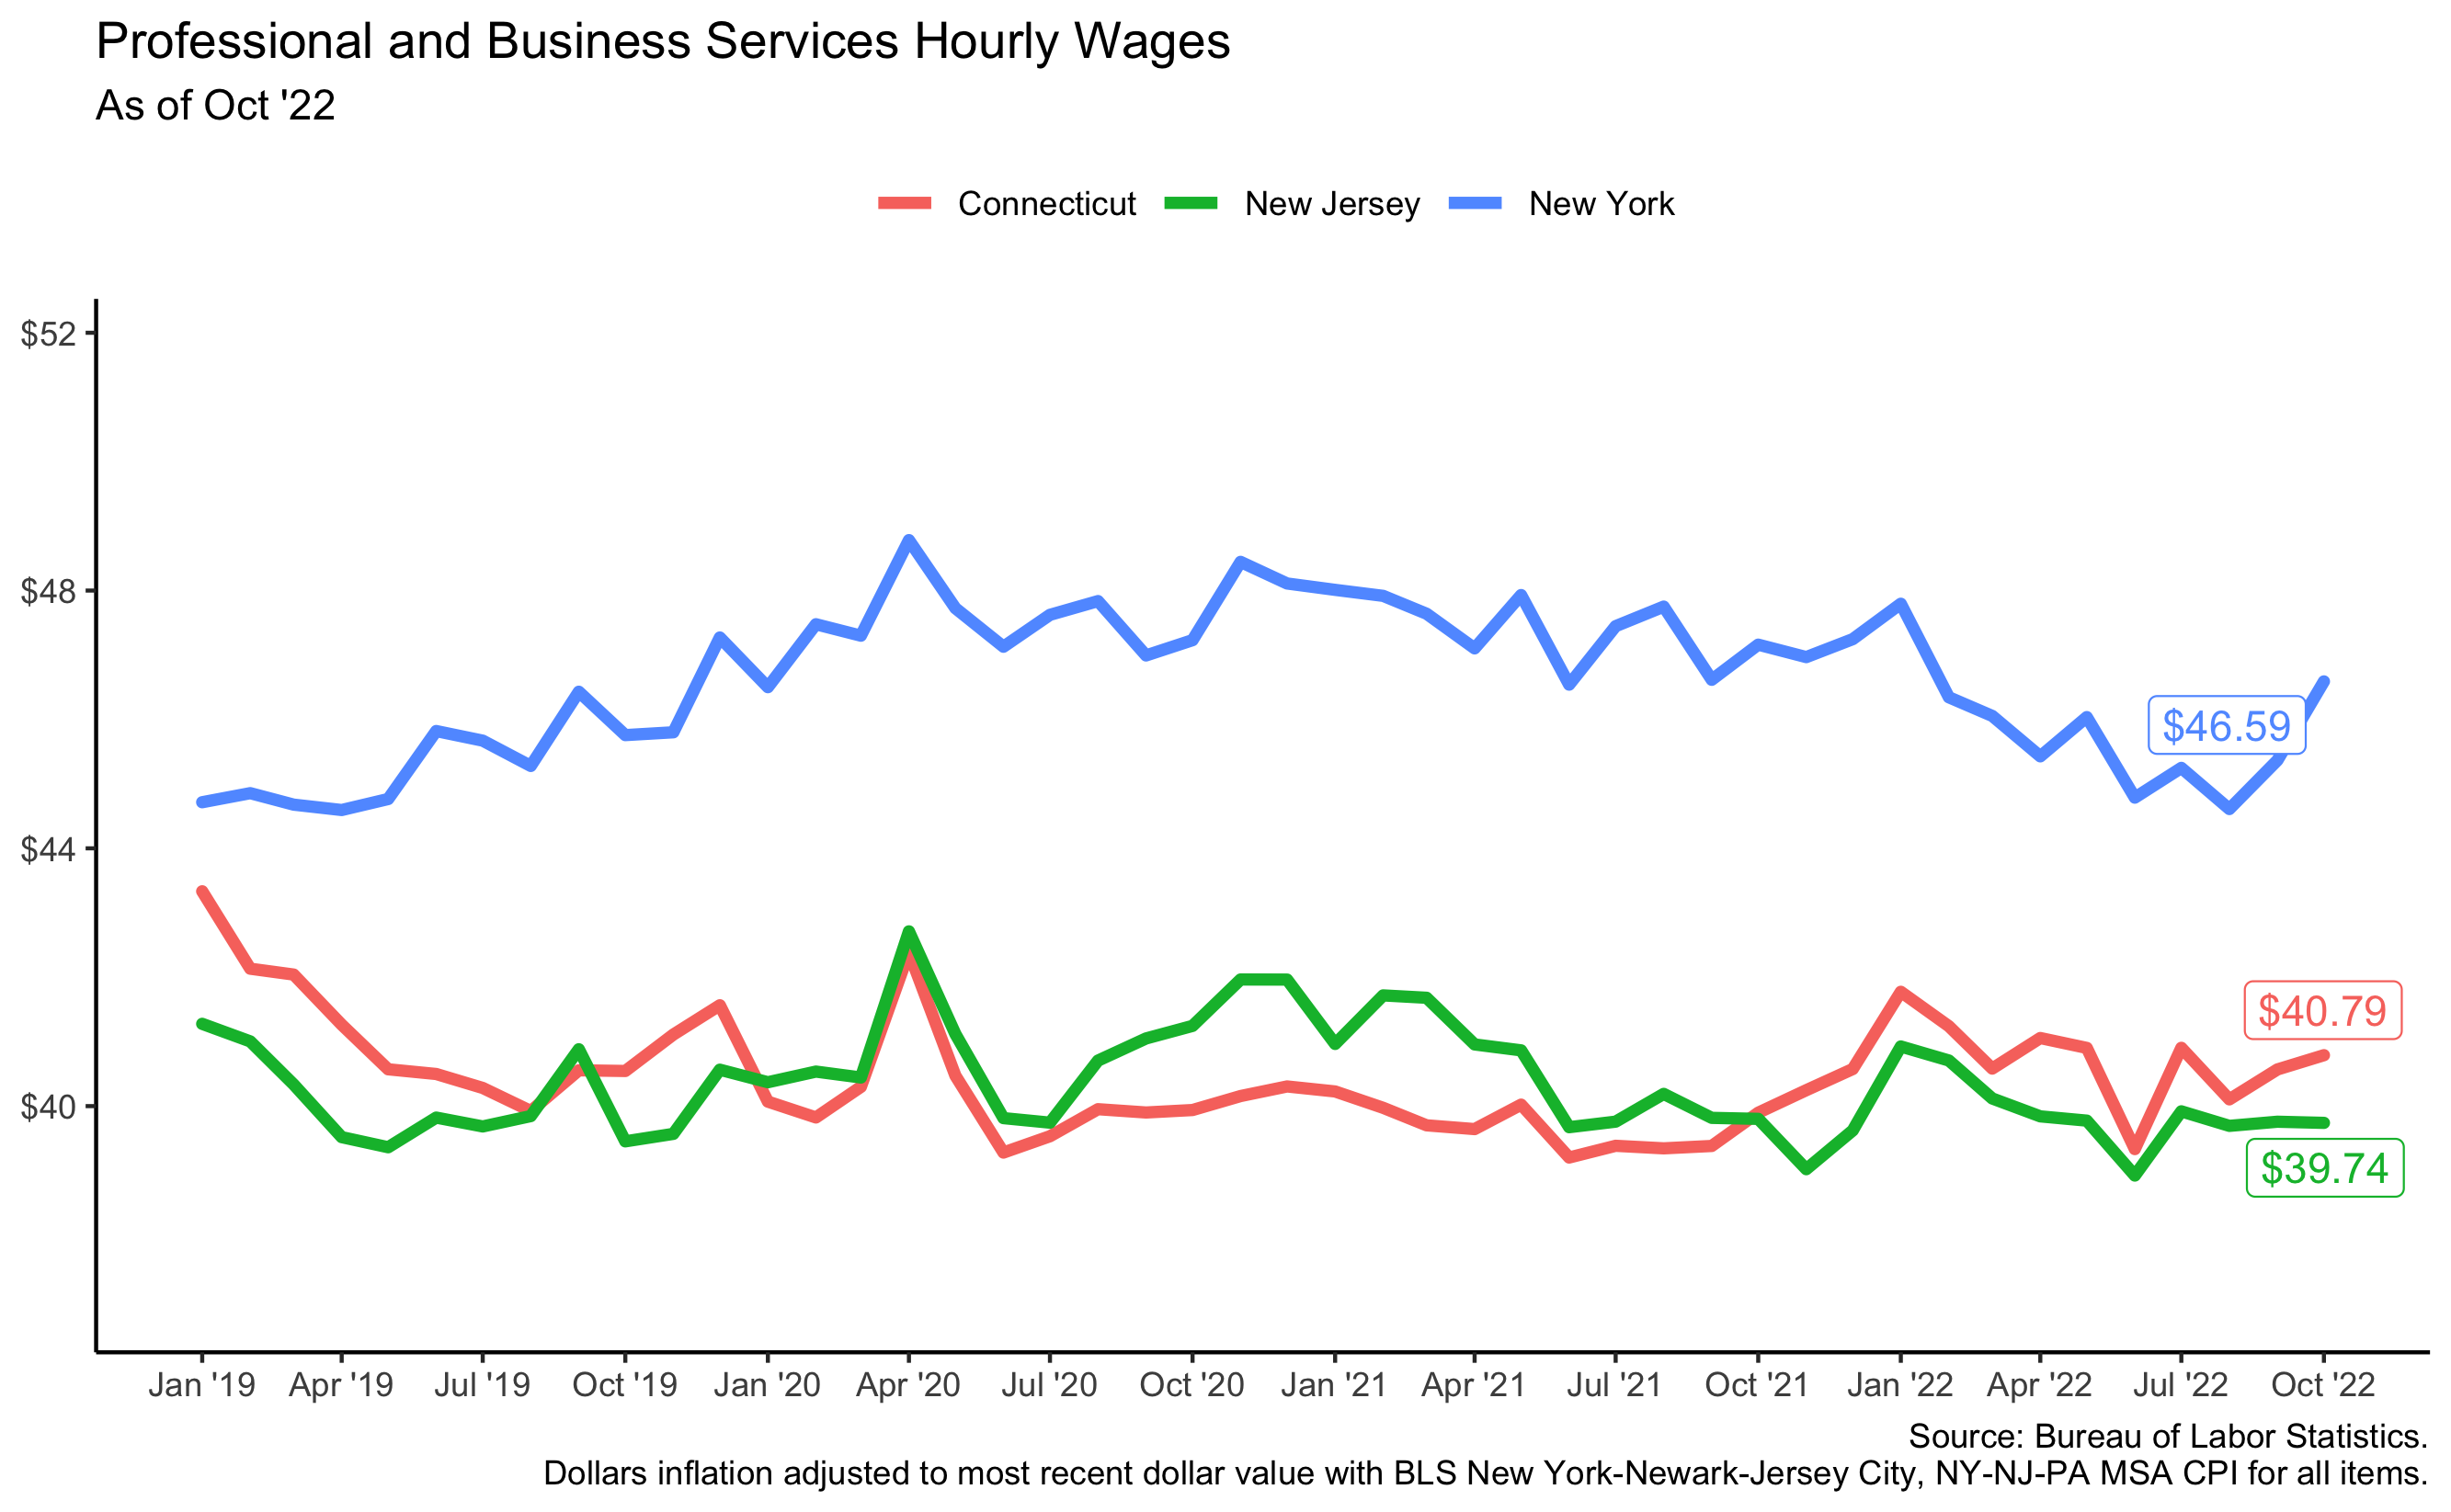 Professional and Business Services Hourly Wages
As of Oct '22
Connecticut New Jersey New York
$52
$48
$44
$40
$46.59
$40.79
$39.74
Jan '19 Apr '19 Jul '19 Oct '19 Jan '20 Apr '20 Jul '20 Oct '20 Jan '21 Apr '21 Jul '21 Oct '21 Jan '22 Apr '22 Jul '22 Oct '22
Source: Bureau of Labor Statistics.
Dollars inflation adjusted to most recent dollar value with BLS New York-Newark-Jersey City, NY-NJ-PA MSA CPI for all items.